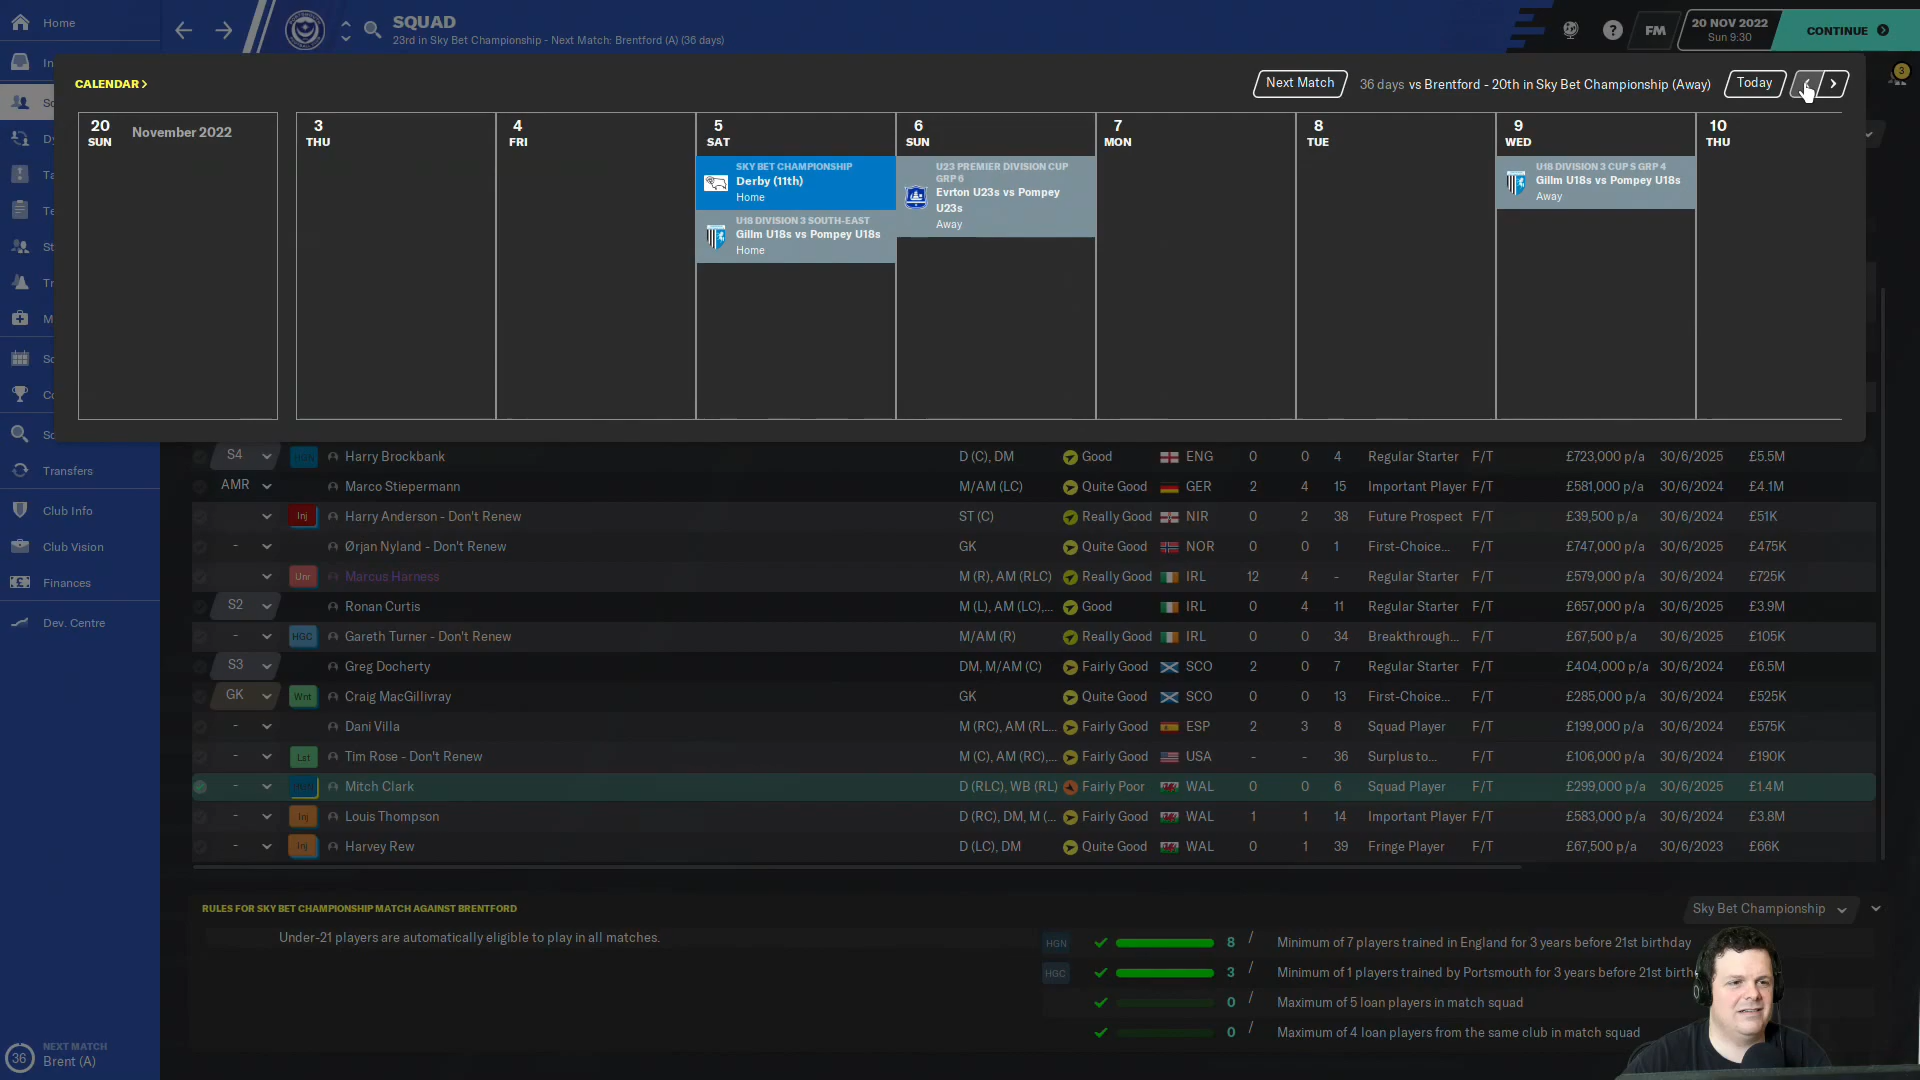 Home
SQUAD
23rd in Sky Bet Championship - Next Match: Brentford (A) (36 days)
?
FM
20 NOV 2022
Sun 9:30
CONTINUE
3
CALENDAR >
Next Match
36 days vs Brentford - 20th in Sky Bet Championship (Away)
Today
20
SUN
November 2022
3
THU
4
FRI
5
SAT
6
SUN
7
MON
8
TUE
9
WED
10
THU
SKY BET CHAMPIONSHIP
Derby (11th)
Home
U18 DIVISION 3 SOUTH-EAST
Gillm U18s vs Pompey U18s
Home
U23 PREMIER DIVISION CUP
GRP 6
Evrton U23s vs Pompey
U23s
Away
U18 DIVISION 3 CUP S GRP 4
Gillm U18s vs Pompey U18s
Away
In
So
Dy
Ta
Te
St
Tr
M
Sc
Cc
Sc
Transfers
Club Info
Club Vision
Finances
Dev. Centre
S4 HGN Harry Brockbank D (C), DM Good ENG 0 0 4 Regular Starter F/T £723,000 p/a 30/6/2025 £5.5M
AMR Marco Stiepermann M/AM (LC) Quite Good GER 2 4 15 Important Player F/T £581,000 p/a 30/6/2024 £4.1M
Inj Harry Anderson - Don't Renew ST (C) Really Good NIR 0 2 38 Future Prospect F/T £39,500 p/a 30/6/2024 £51K
- Ørjan Nyland - Don't Renew GK Quite Good NOR 0 0 1 First-Choice... F/T £747,000 p/a 30/6/2025 £475K
Unr Marcus Harness M (R), AM (RLC) Really Good IRL 12 4 - Regular Starter F/T £579,000 p/a 30/6/2024 £725K
S2 Ronan Curtis M (L), AM (LC),... Good IRL 0 4 11 Regular Starter F/T £657,000 p/a 30/6/2025 £3.9M
- HGC Gareth Turner - Don't Renew M/AM (R) Really Good IRL 0 0 34 Breakthrough... F/T £67,500 p/a 30/6/2024 £105K
S3 Greg Docherty DM, M/AM (C) Fairly Good SCO 2 0 7 Regular Starter F/T £404,000 p/a 30/6/2024 £6.5M
GK Wnt Craig MacGillivray GK Quite Good SCO 0 0 13 First-Choice... F/T £285,000 p/a 30/6/2024 £525K
- Dani Villa M (RC), AM (RL... Fairly Good ESP 2 3 8 Squad Player F/T £199,000 p/a 30/6/2024 £575K
- Lst Tim Rose - Don't Renew M (C), AM (RC),... Fairly Good USA - - 36 Surplus to... F/T £106,000 p/a 30/6/2024 £190K
- Mitch Clark D (RLC), WB (RL) Fairly Poor WAL 0 0 6 Squad Player F/T £299,000 p/a 30/6/2025 £1.4M
- Inj Louis Thompson D (RC), DM, M (... Fairly Good WAL 1 1 14 Important Player F/T £583,000 p/a 30/6/2024 £3.8M
- Inj Harvey Rew D (LC), DM Quite Good WAL 0 1 39 Fringe Player F/T £67,500 p/a 30/6/2023 £66K
RULES FOR SKY BET CHAMPIONSHIP MATCH AGAINST BRENTFORD
Sky Bet Championship
Under-21 players are automatically eligible to play in all matches.
HGN 8 / Minimum of 7 players trained in England for 3 years before 21st birthday
HGC 3 / Minimum of 1 players trained by Portsmouth for 3 years before 21st birth
0 / Maximum of 5 loan players in match squad
0 / Maximum of 4 loan players from the same club in match squad
36
NEXT MATCH
Brent (A)